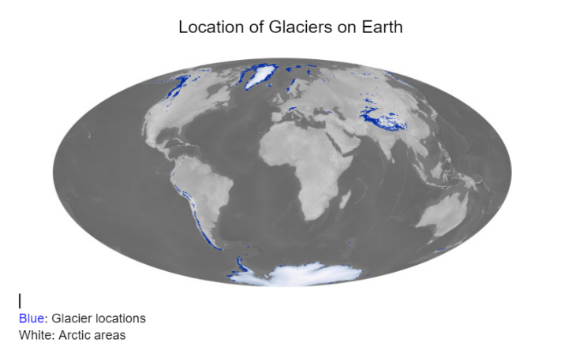 Location of Glaciers on Earth
Blue: Glacier locations
White: Arctic areas